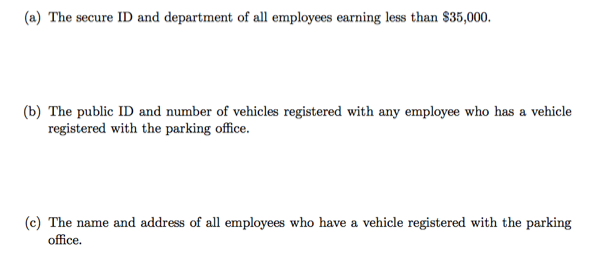 (a) The secure ID and department of all employees earning less than $35,000.
(b) The public ID and number of vehicles registered with any employee who has a vehicle
registered with the parking office.
(c) The name and address of all employees who have a vehicle registered with the parking
office.